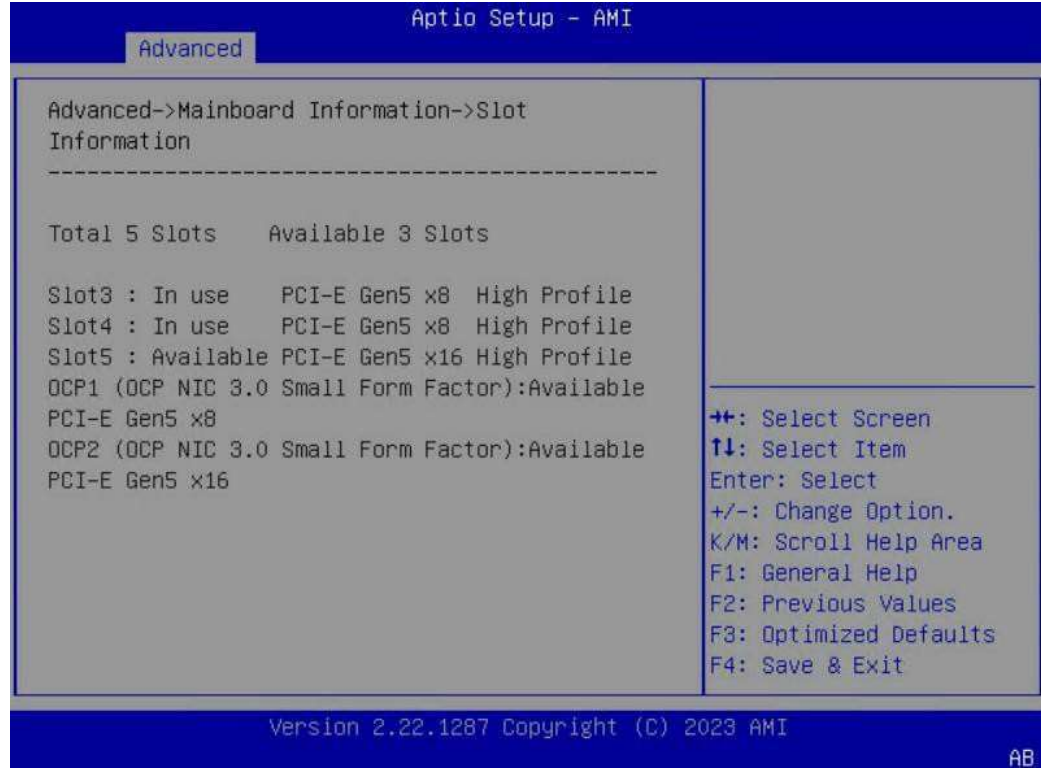 Aptio Setup – AMI
Advanced
Advanced->Mainboard Information->Slot
Information
-----------------------------------------------
Total 5 Slots    Available 3 Slots
Slot3 : In use    PCI-E Gen5 x8  High Profile
Slot4 : In use    PCI-E Gen5 x8  High Profile
Slot5 : Available PCI-E Gen5 x16 High Profile
OCP1 (OCP NIC 3.0 Small Form Factor):Available
PCI-E Gen5 x8
OCP2 (OCP NIC 3.0 Small Form Factor):Available
PCI-E Gen5 x16
→←: Select Screen
↑↓: Select Item
Enter: Select
+/-: Change Option.
K/M: Scroll Help Area
F1: General Help
F2: Previous Values
F3: Optimized Defaults
F4: Save & Exit
Version 2.22.1287 Copyright (C) 2023 AMI
AB